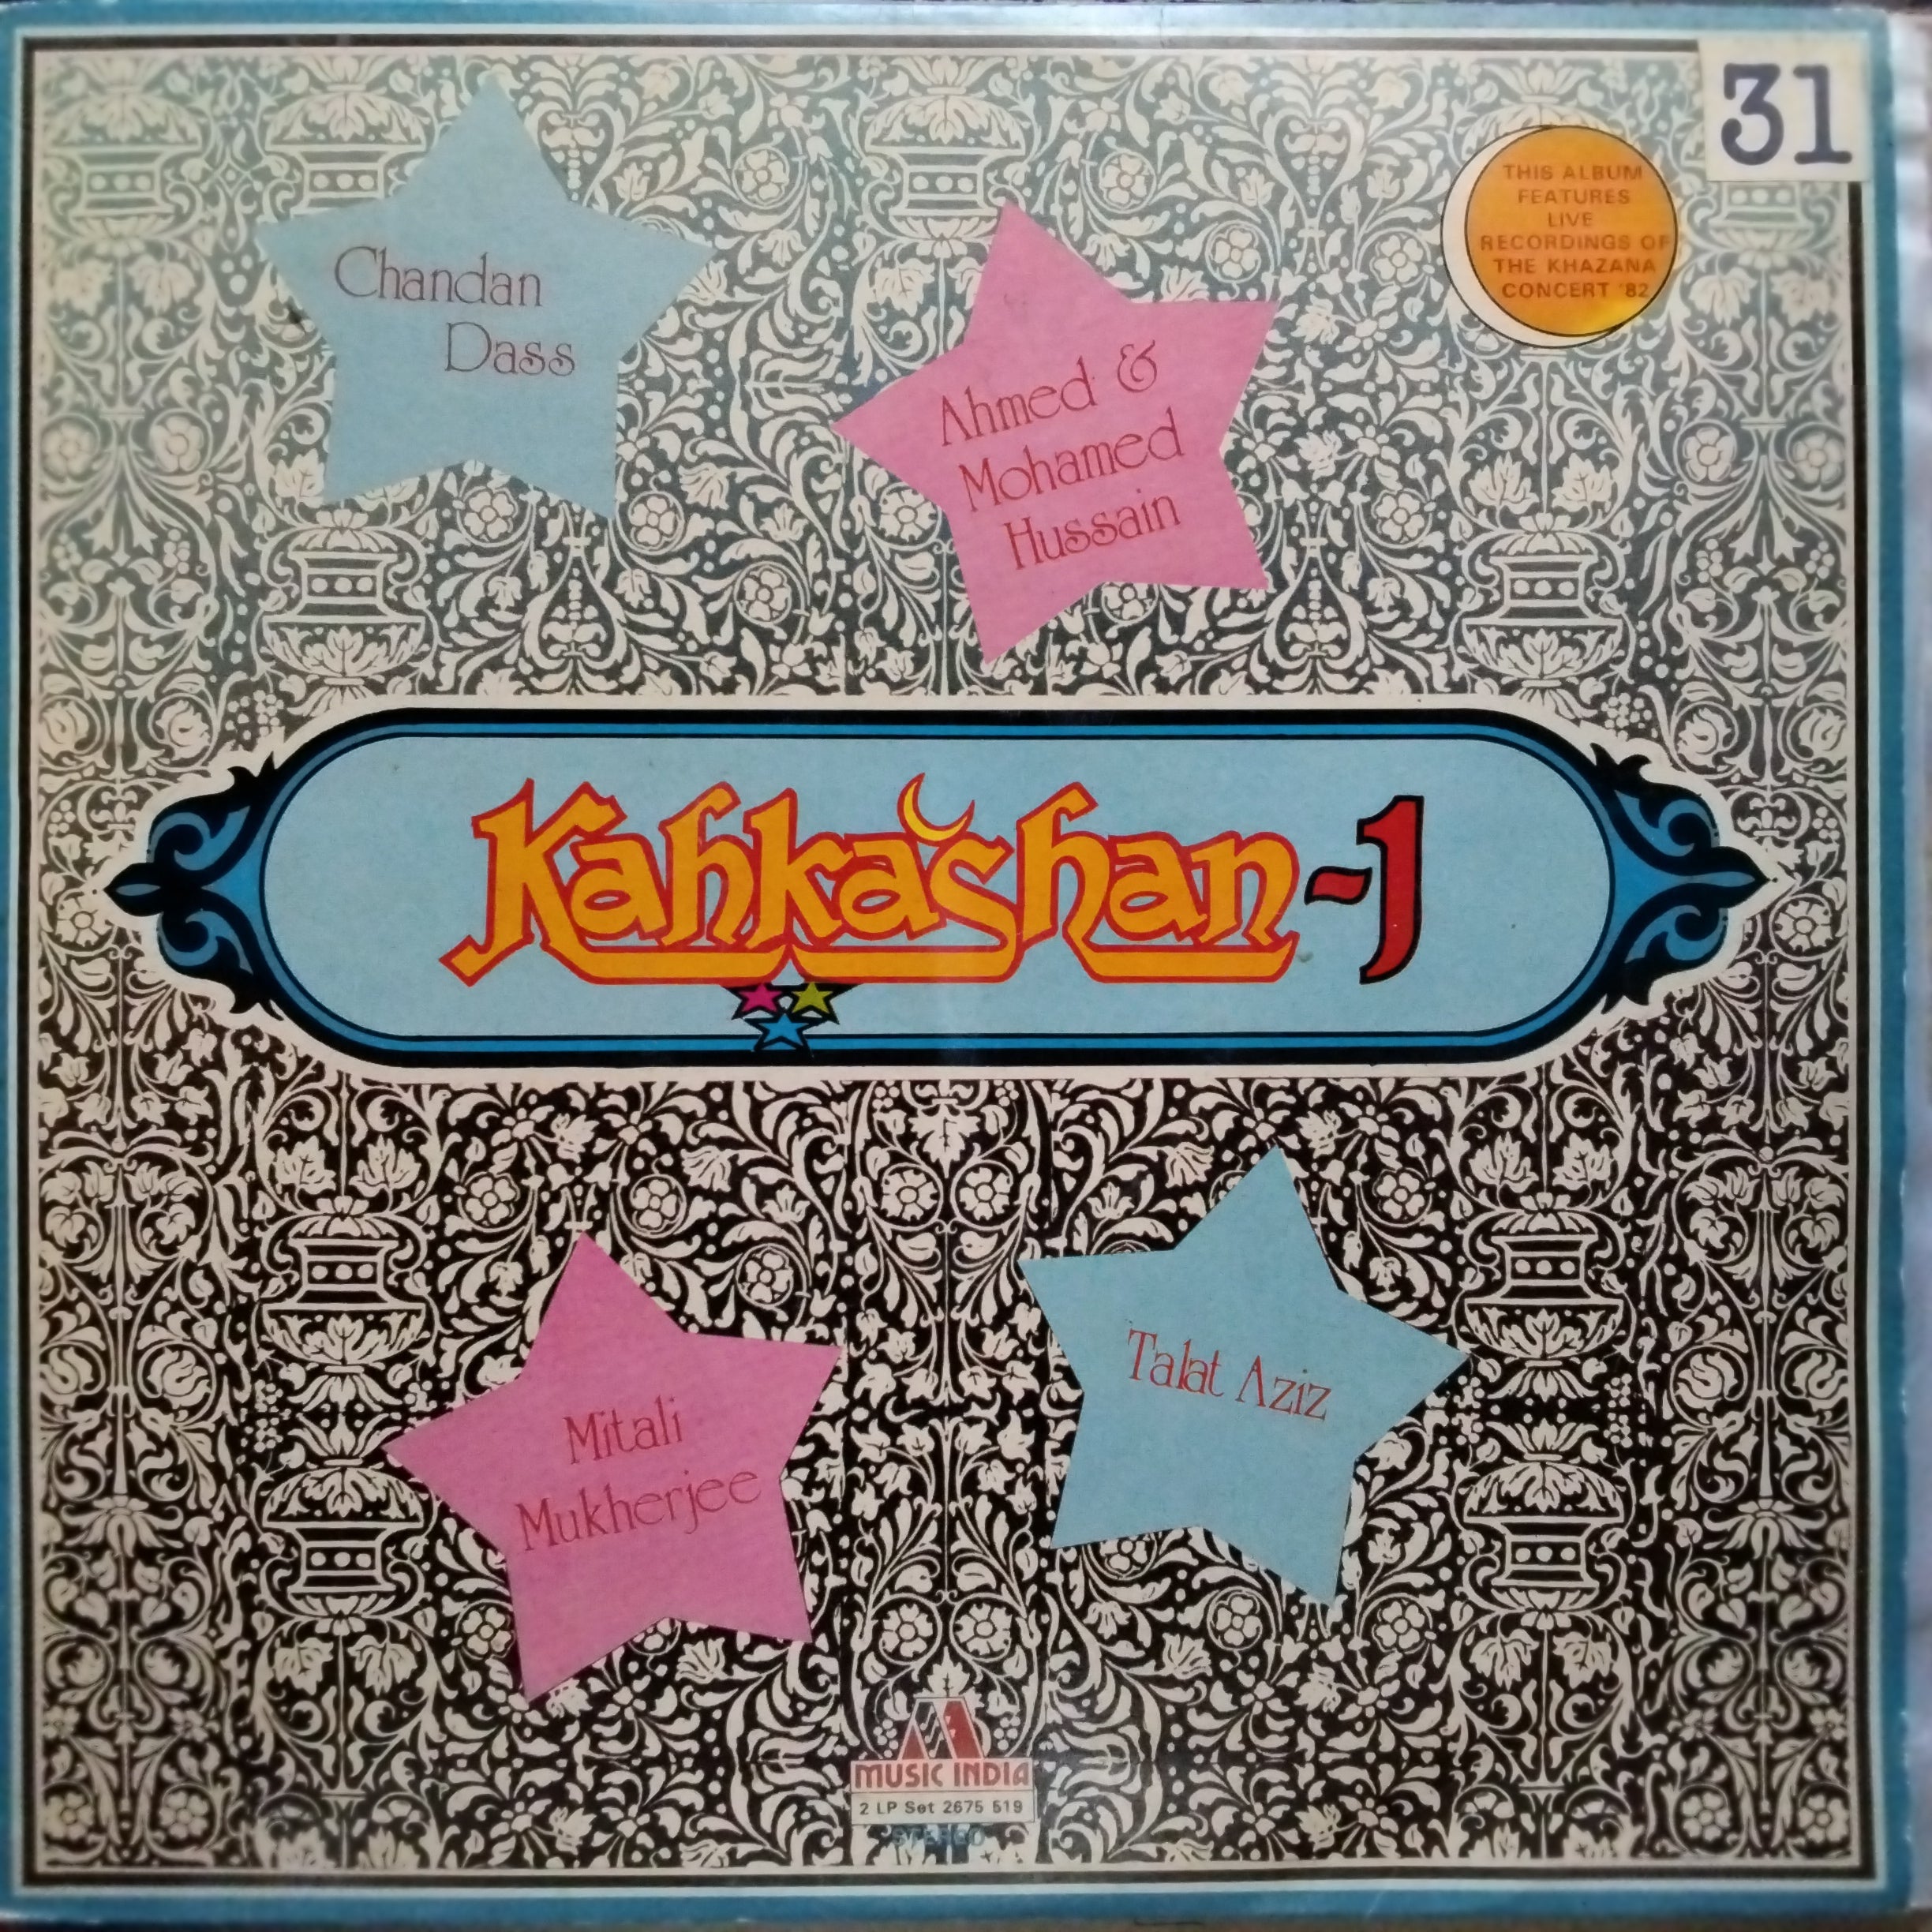 31
THIS ALBUM
FEATURES
LIVE
RECORDINGS OF
THE KHAZANA
CONCERT '82
Chandan
Dass
Ahmed &
Mohamed
Hussain
Kahkashan-1
Mitali
Mukherjee
Talat Aziz
MUSIC INDIA
2 LP Set 2675 519
STEREO